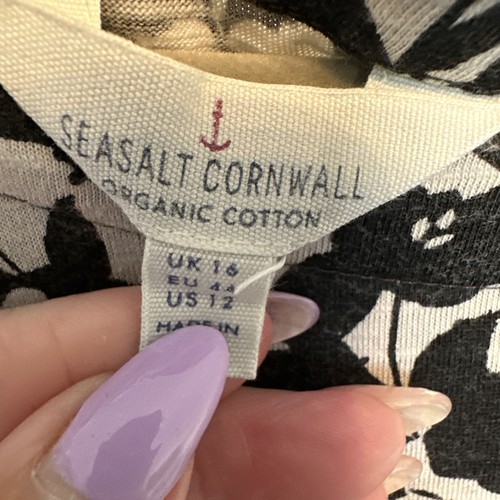 SEASALT CORNWALL
ORGANIC COTTON
UK 16
EU 44
US 12
MADE IN